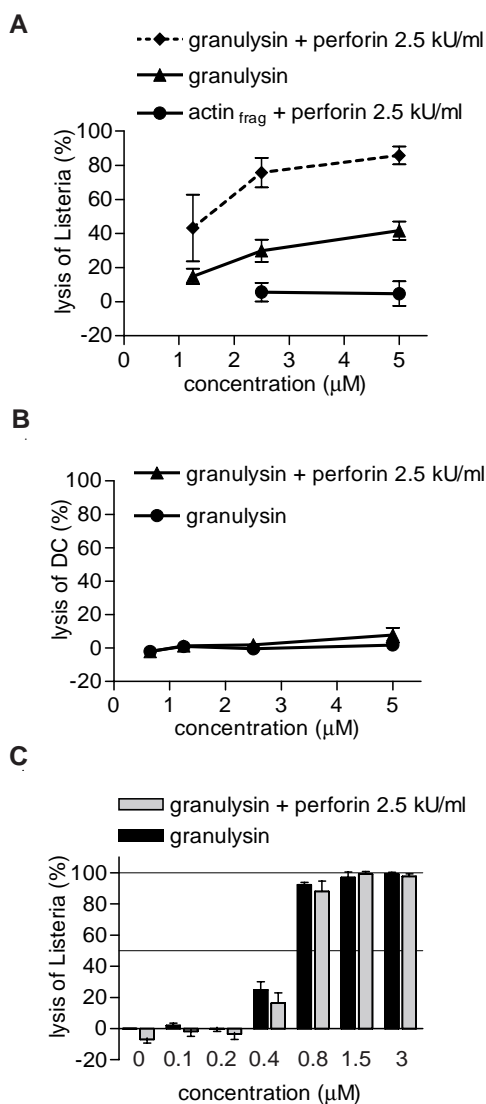 A
granulysin + perforin 2.5 kU/ml
granulysin
actin frag + perforin 2.5 kU/ml
lysis of Listeria (%)
100
80
60
40
20
0
-20
0 1 2 3 4 5
concentration (μM)
B
granulysin + perforin 2.5 kU/ml
granulysin
lysis of DC (%)
100
80
60
40
20
0
-20
0 1 2 3 4 5
concentration (μM)
C
granulysin + perforin 2.5 kU/ml
granulysin
lysis of Listeria (%)
100
80
60
40
20
0
-20
0 0.1 0.2 0.4 0.8 1.5 3
concentration (μM)